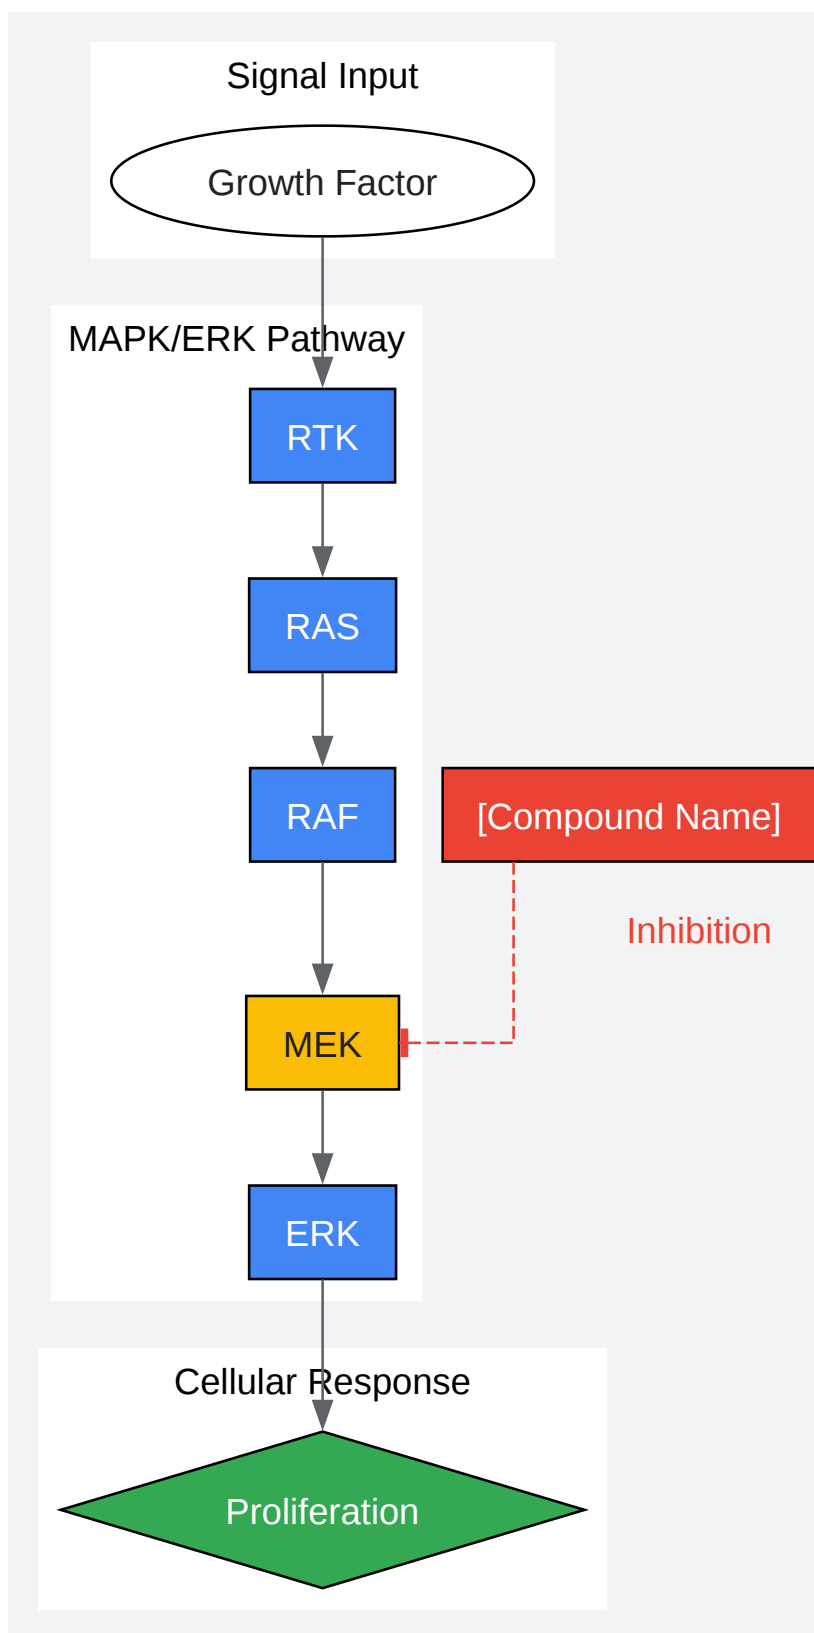 Signal Input
Growth Factor
MAPK/ERK Pathway
RTK
RAS
RAF
[Compound Name]
Inhibition
MEK
ERK
Cellular Response
Proliferation